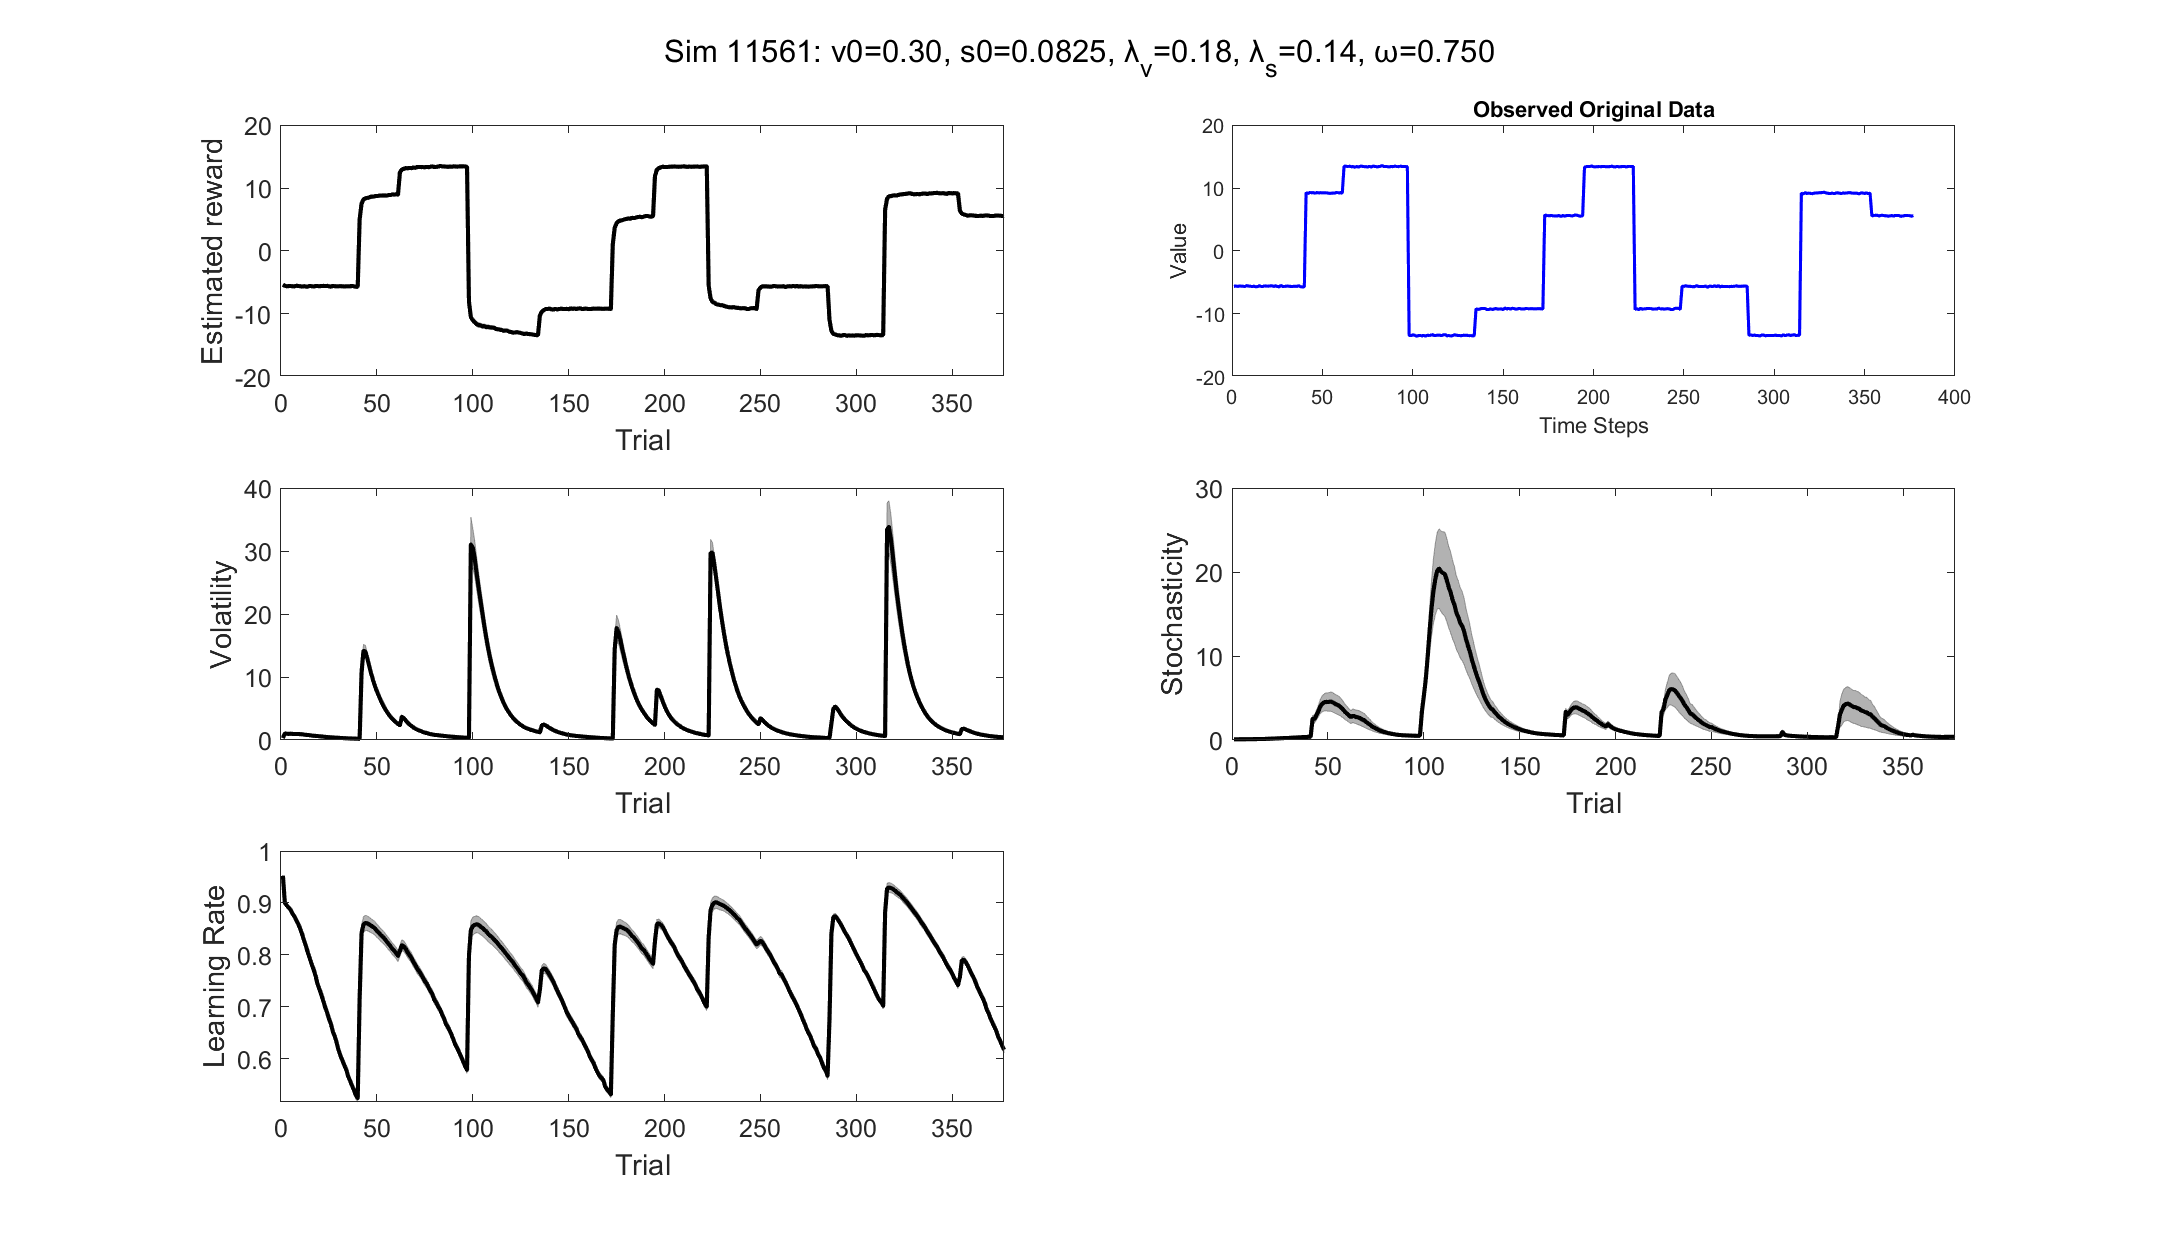 Sim 11561: v0=0.30, s0=0.0825, λ_v=0.18, λ_s=0.14, ω=0.750
Estimated reward
20
10
0
-10
-20
0 50 100 150 200 250 300 350
Trial
Observed Original Data
Value
20
10
0
-10
-20
0 50 100 150 200 250 300 350 400
Time Steps
Volatility
40
30
20
10
0
0 50 100 150 200 250 300 350
Trial
Stochasticity
30
20
10
0
0 50 100 150 200 250 300 350
Trial
Learning Rate
1
0.9
0.8
0.7
0.6
0 50 100 150 200 250 300 350
Trial